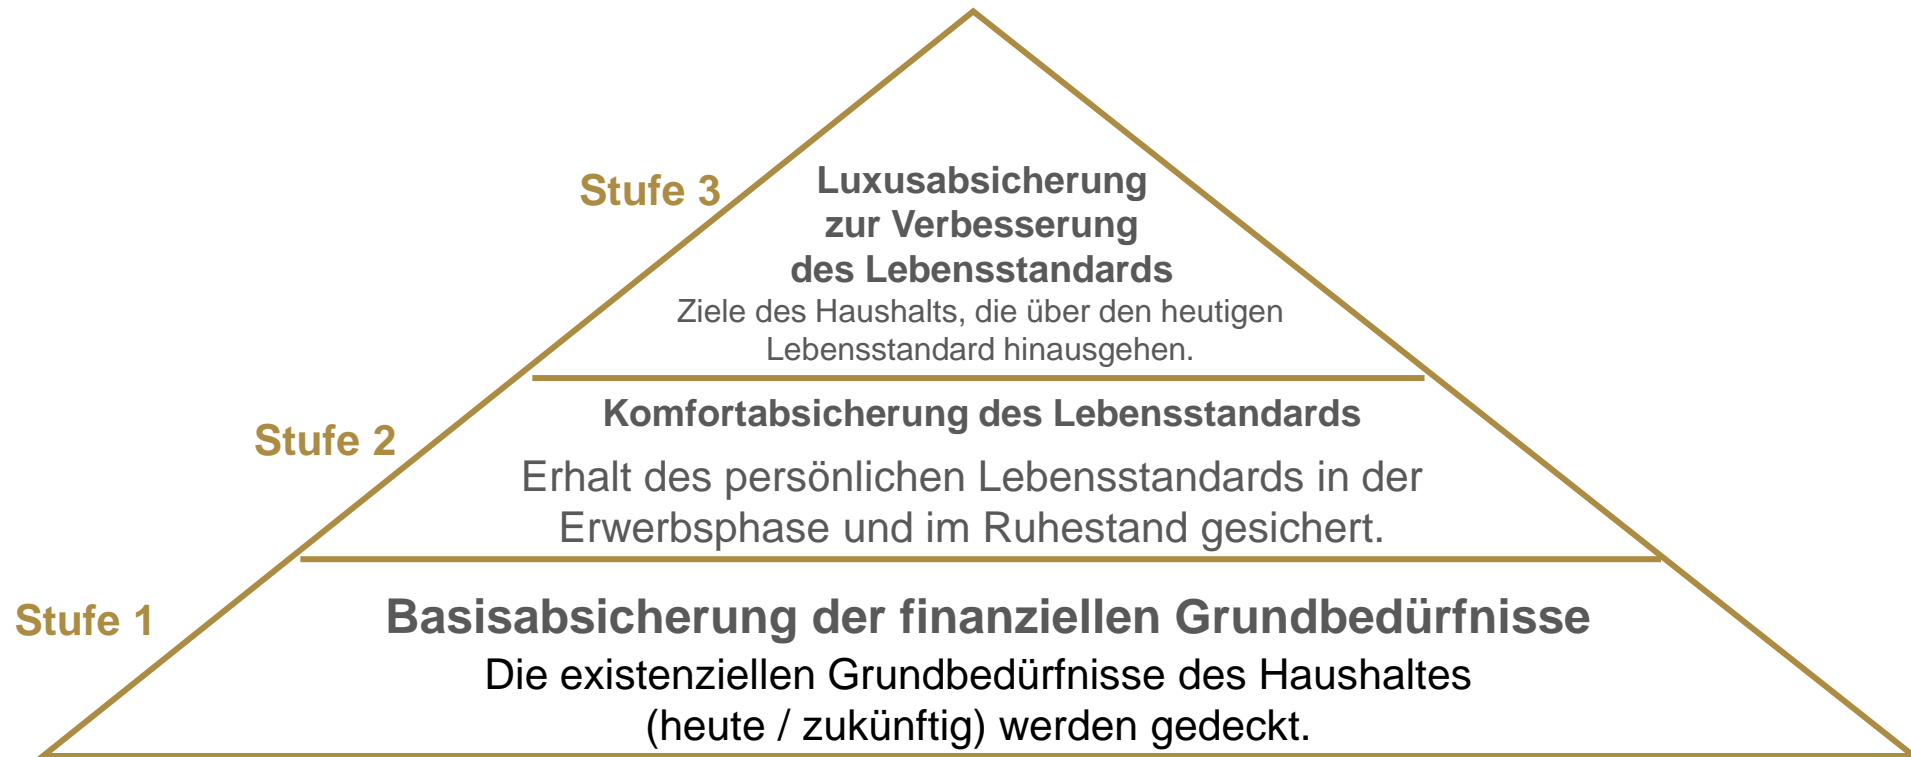 Stufe 3
Luxusabsicherung
zur Verbesserung
des Lebensstandards
Ziele des Haushalts, die über den heutigen
Lebensstandard hinausgehen.
Stufe 2
Komfortabsicherung des Lebensstandards
Erhalt des persönlichen Lebensstandards in der
Erwerbsphase und im Ruhestand gesichert.
Stufe 1
Basisabsicherung der finanziellen Grundbedürfnisse
Die existenziellen Grundbedürfnisse des Haushaltes
(heute / zukünftig) werden gedeckt.